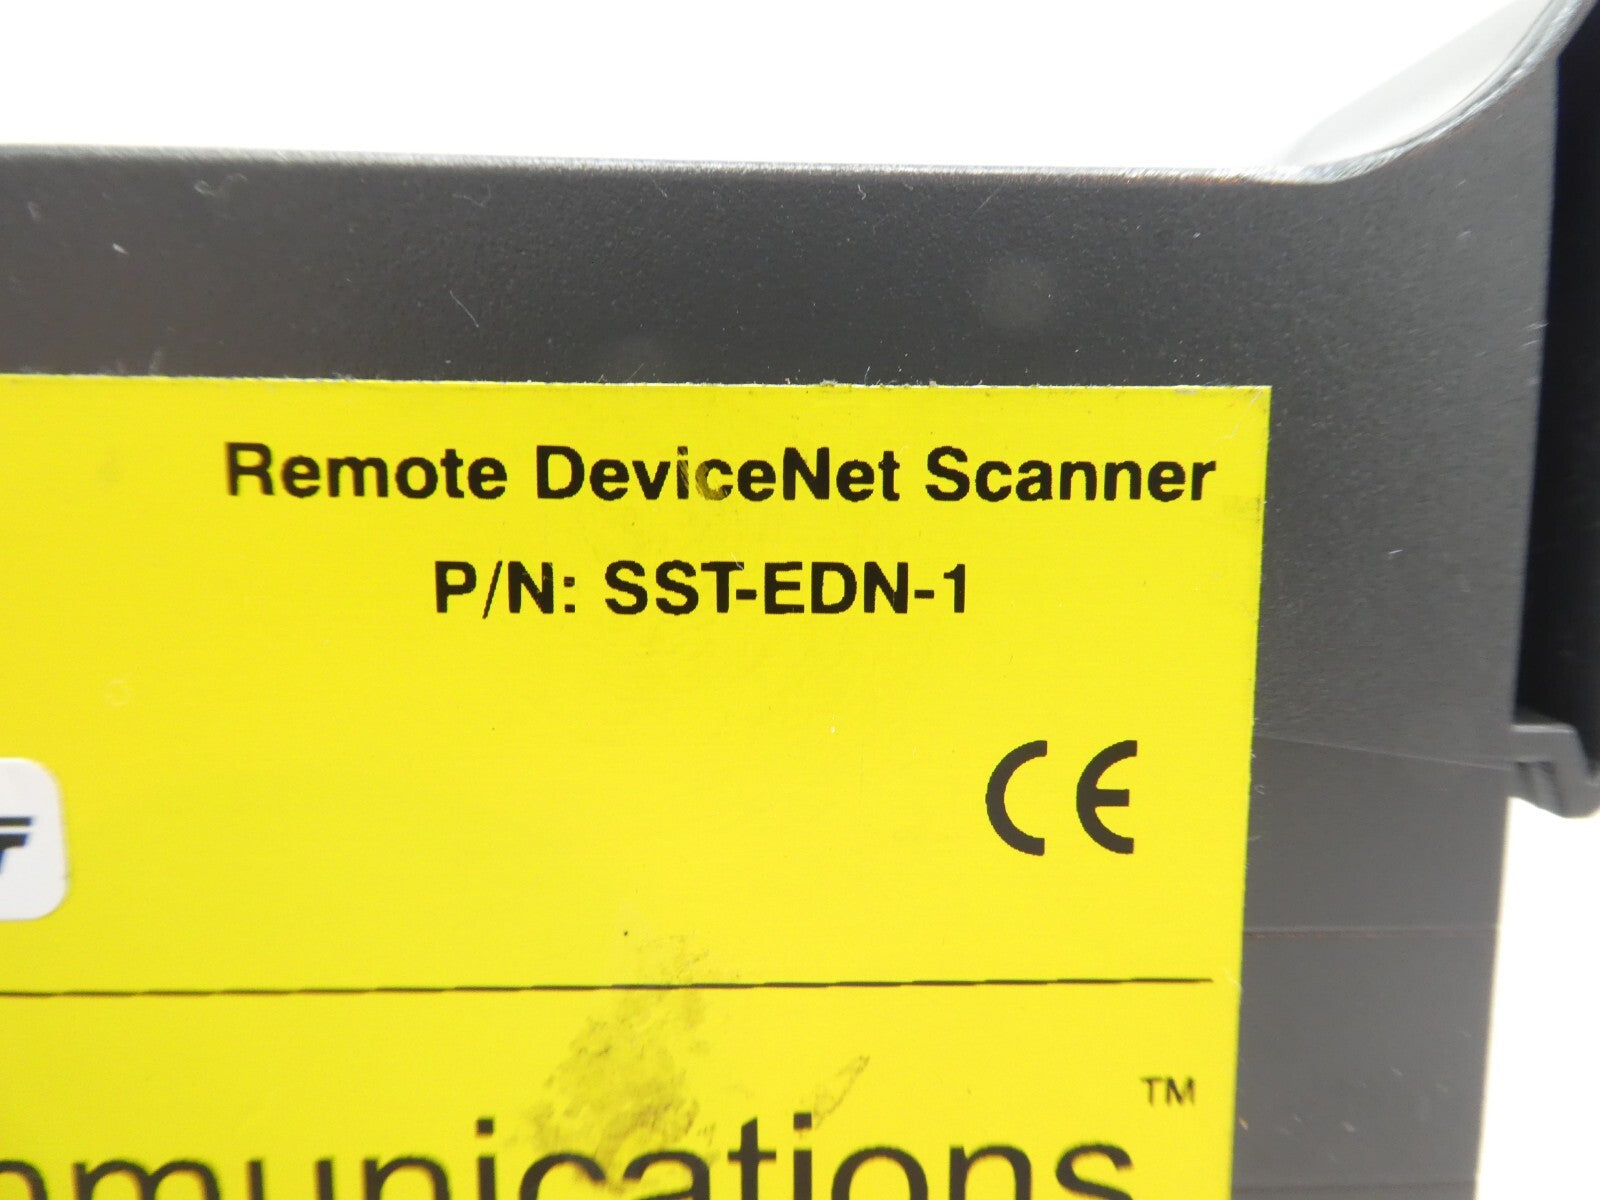 Remote DeviceNet Scanner
P/N: SST-EDN-1
CE
TM
mmunications